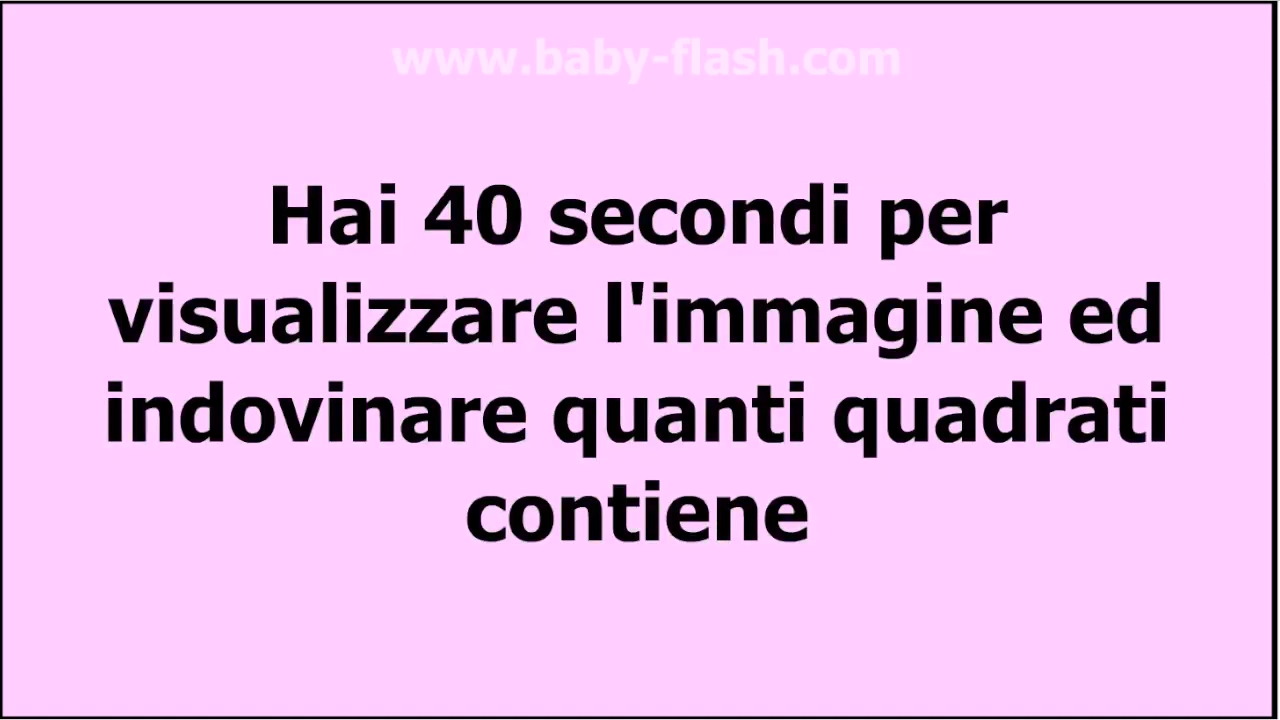 www.baby-flash.com
Hai 40 secondi per
visualizzare l'immagine ed
indovinare quanti quadrati
contiene